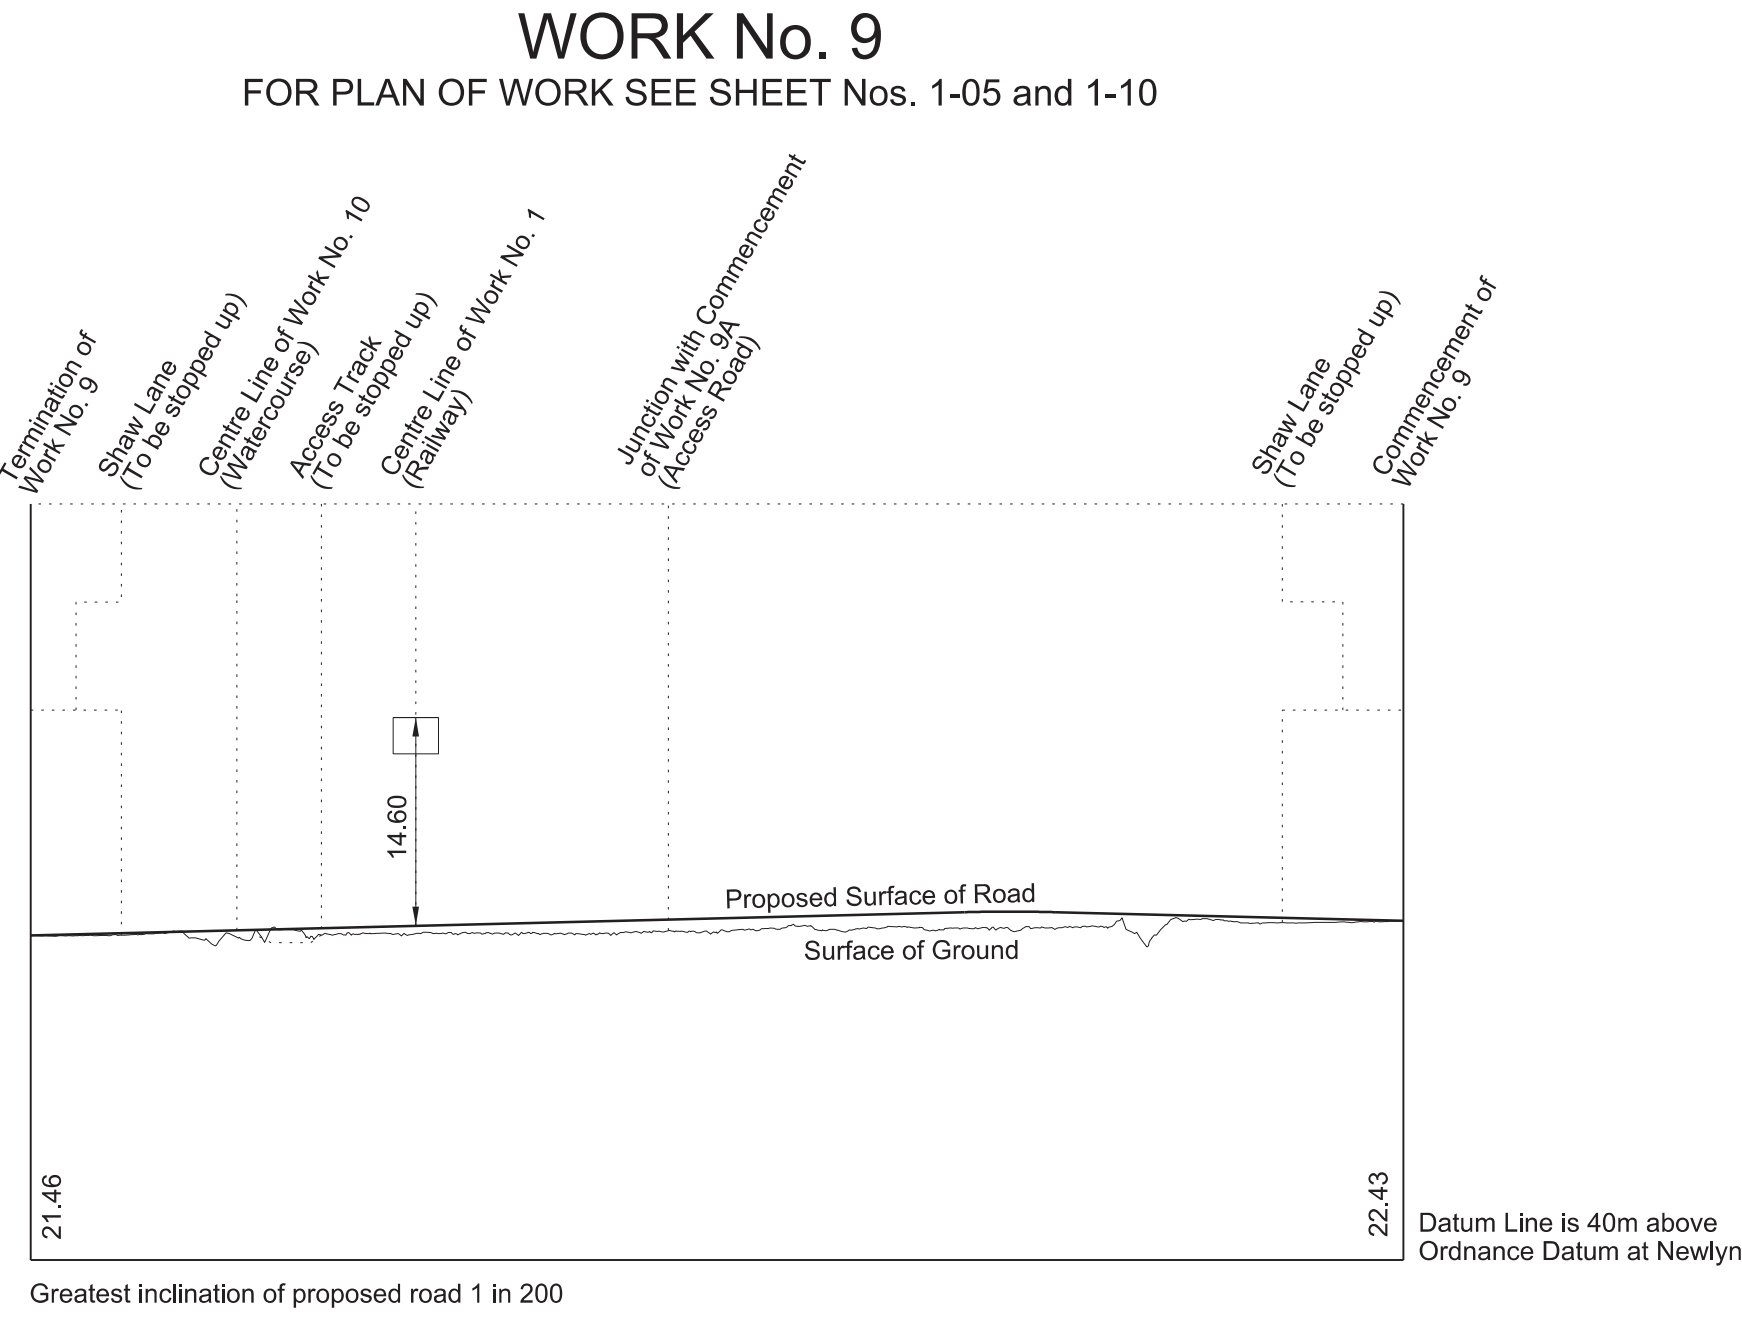 WORK No. 9
FOR PLAN OF WORK SEE SHEET Nos. 1-05 and 1-10
Termination of
Work No. 9
Shaw Lane
(To be stopped up)
Centre Line of Work No. 10
(Watercourse)
Access Track
(To be stopped up)
Centre Line of Work No. 1
(Railway)
Junction with Commencement
of Work No. 9A
(Access Road)
Shaw Lane
(To be stopped up)
Commencement of
Work No. 9
14.60
Proposed Surface of Road
Surface of Ground
21.46
22.43
Datum Line is 40m above
Ordnance Datum at Newlyn
Greatest inclination of proposed road 1 in 200